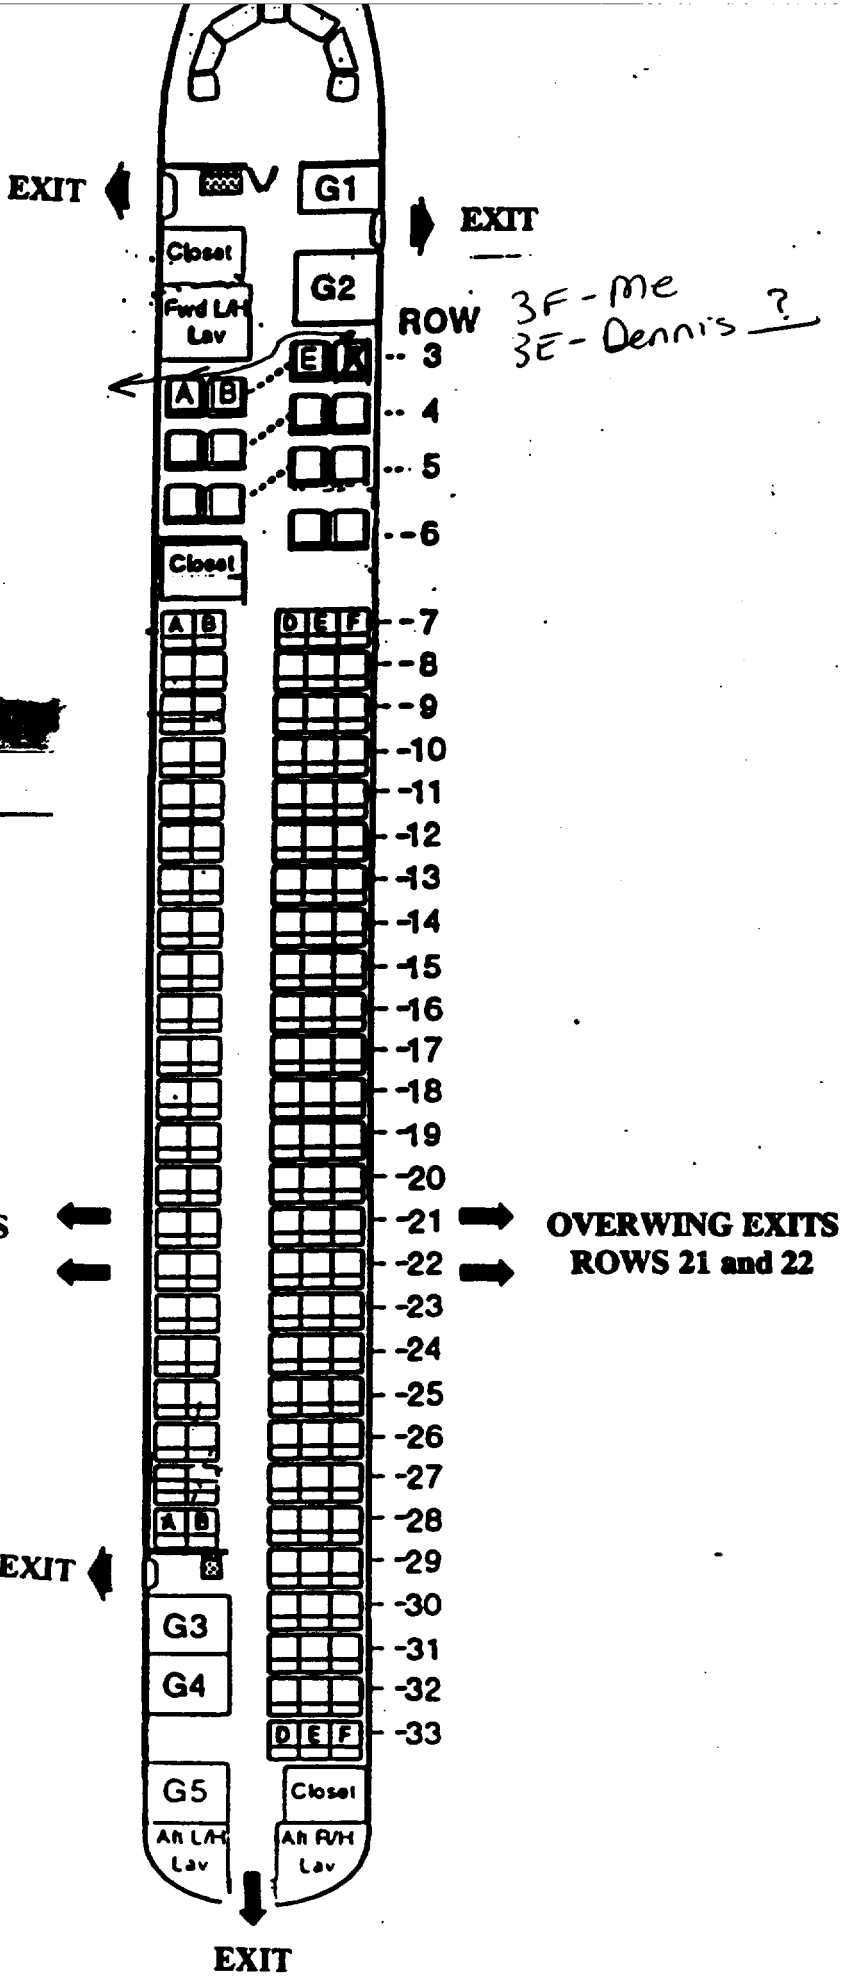 EXIT
G1
EXIT
Closet
G2
Fwd L/H
Lav
ROW
3F - Me
3E - Dennis ?
E
3
A B
4
5
6
Closet
A B D E F 7
8
9
10
11
12
13
14
15
16
17
18
19
20
S
21
OVERWING EXITS
22
ROWS 21 and 22
23
24
25
26
27
A B 28
EXIT
29
30
G3
31
G4
32
D E F 33
G5
Closet
Aft L/H
Lav
Aft R/H
Lav
EXIT